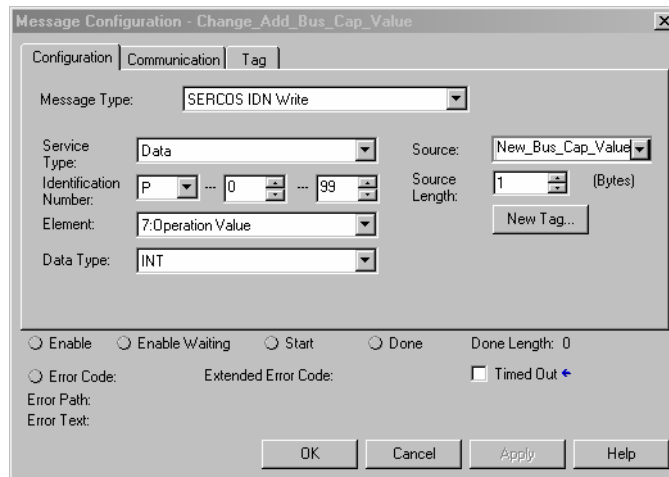 Message Configuration - Change_Add_Bus_Cap_Value
Configuration Communication Tag
Message Type: SERCOS IDN Write
Service Type: Data Source: New_Bus_Cap_Value
Identification Number: P --- 0 --- 99 Source Length: 1 (Bytes)
Element: 7:Operation Value New Tag...
Data Type: INT
Enable Enable Waiting Start Done Done Length: 0
Error Code: Extended Error Code: Timed Out
Error Path:
Error Text:
OK Cancel Apply Help